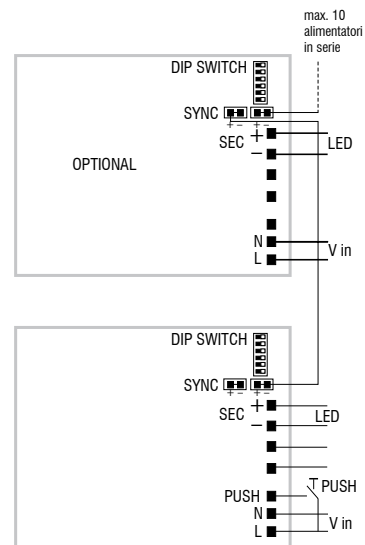 max. 10
alimentatori
in serie
DIP SWITCH
SYNC
+ - + -
SEC + LED
-
OPTIONAL
N
V in
L
DIP SWITCH
SYNC
+ - + -
SEC + LED
-
PUSH
PUSH
N
V in
L